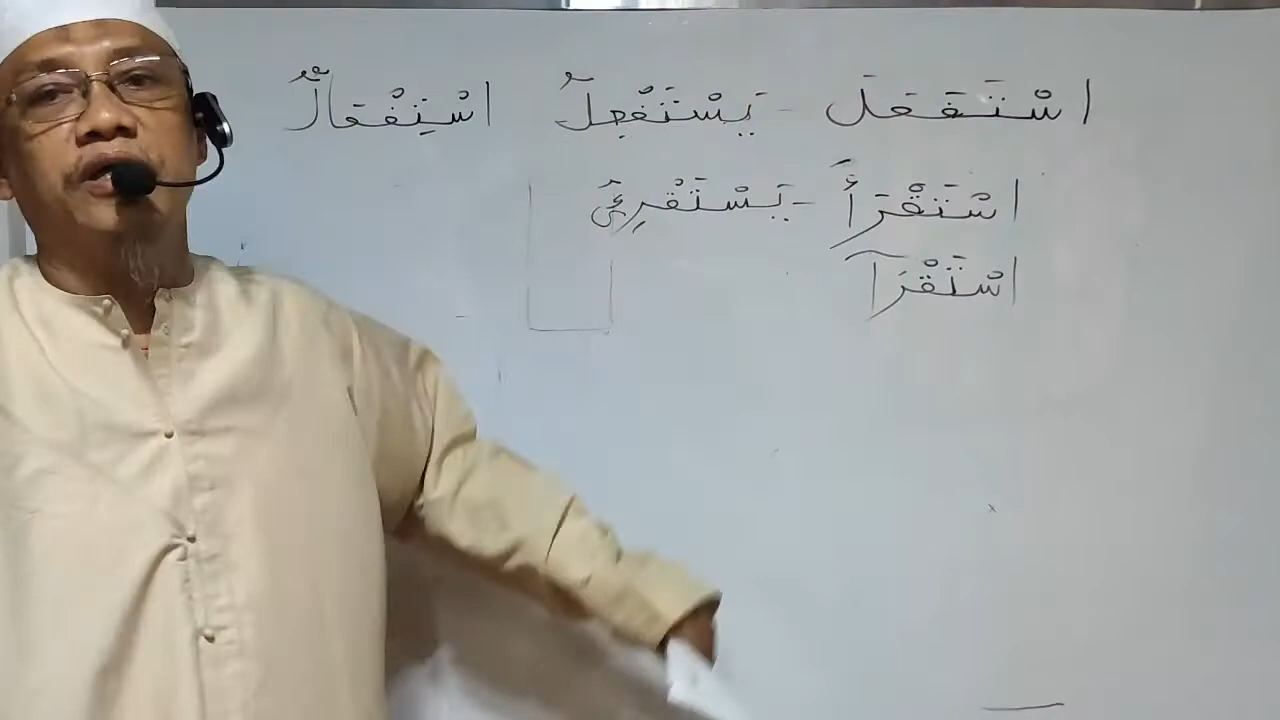 اسْتَفْعَلَ - يَسْتَفْعِلُ اسْتِفْعَالٌ
اسْتَقْرَأَ - يَسْتَقْرِئُ
اسْتَقْرَآ